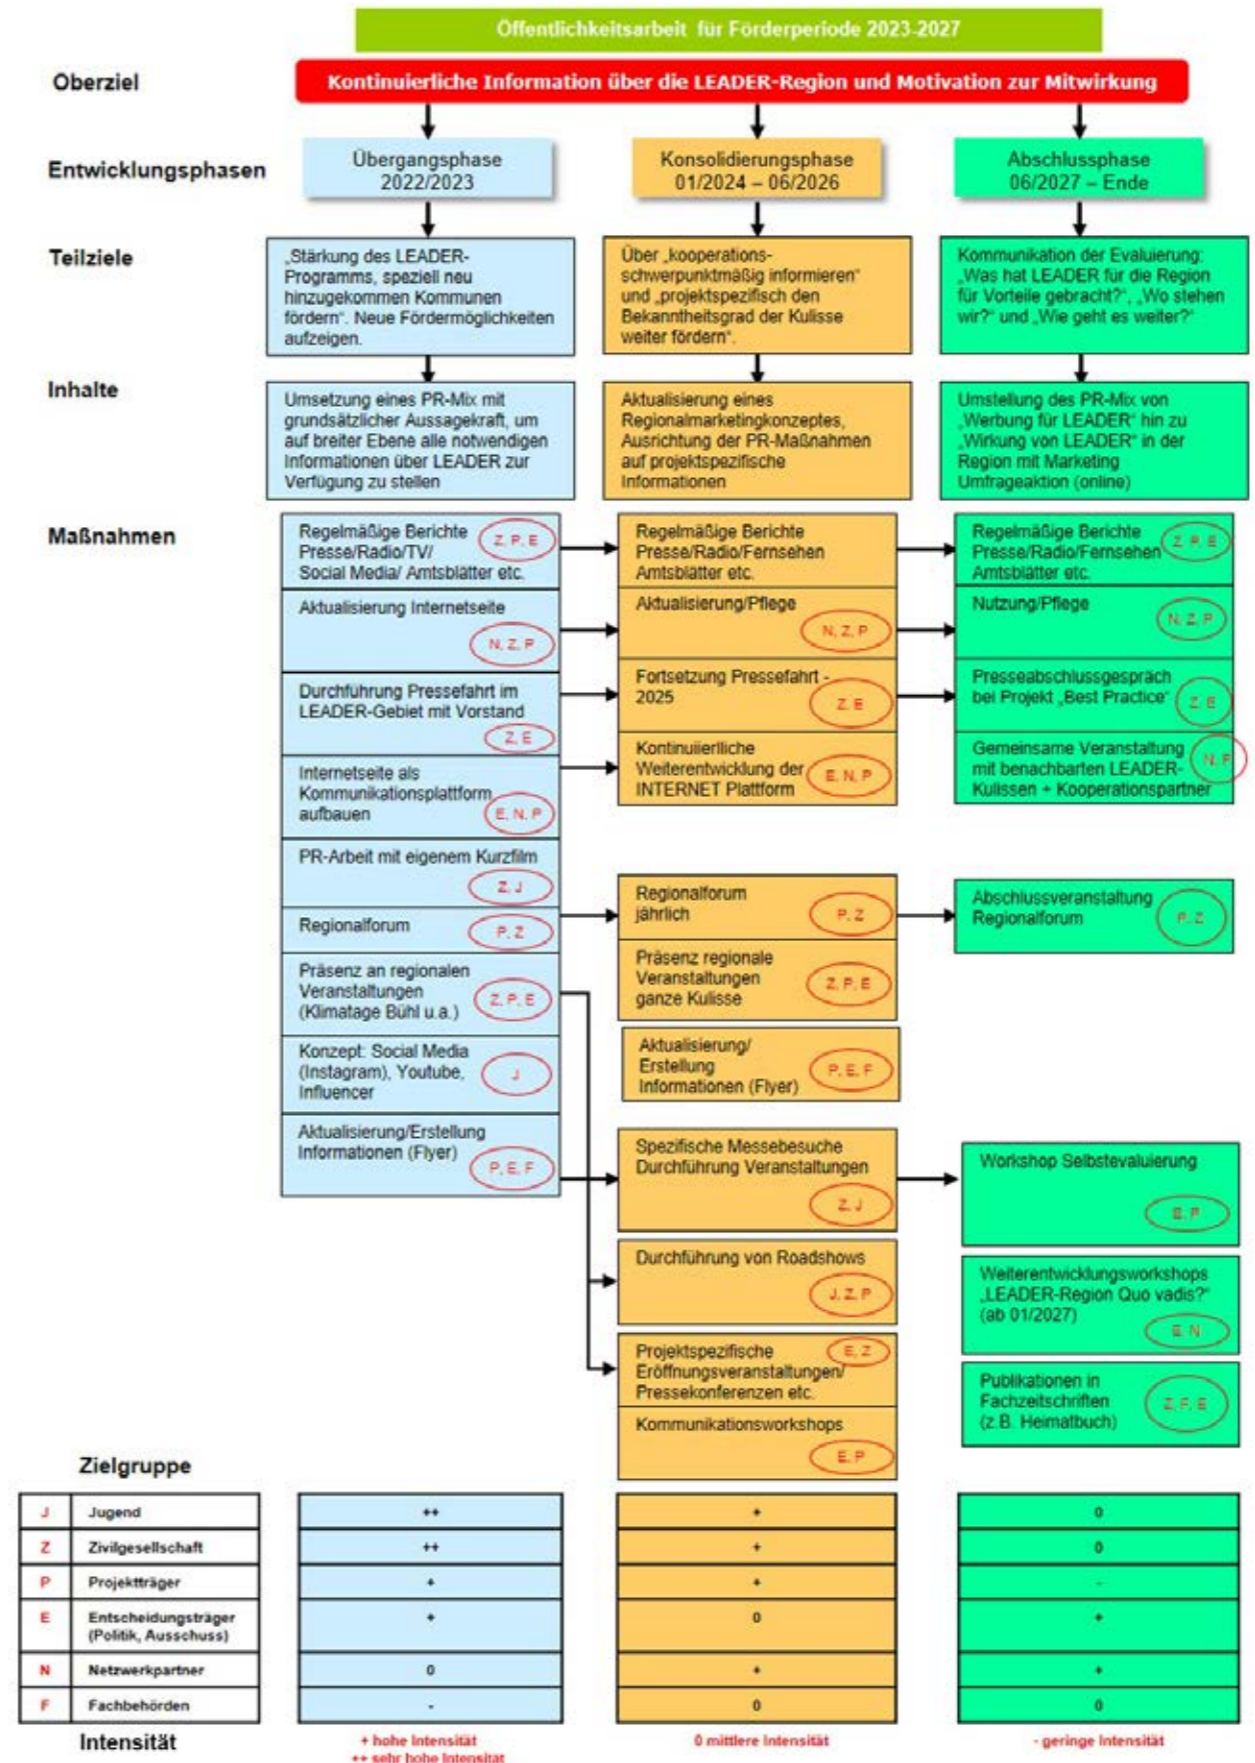 Öffentlichkeitsarbeit für Förderperiode 2023-2027
Oberziel
Kontinuierliche Information über die LEADER-Region und Motivation zur Mitwirkung
Entwicklungsphasen
Übergangsphase
2022/2023
Konsolidierungsphase
01/2024 – 06/2026
Abschlussphase
06/2027 – Ende
Teilziele
„Stärkung des LEADER-
Programms, speziell neu
hinzugekommen Kommunen
fördern“. Neue Fördermöglichkeiten
aufzeigen.
Über „kooperations-
schwerpunktmäßig informieren“
und „projektspezifisch den
Bekanntheitsgrad der Kulisse
weiter fördern“.
Kommunikation der Evaluierung:
„Was hat LEADER für die Region
für Vorteile gebracht?“, „Wo stehen
wir?“ und „Wie geht es weiter?“
Inhalte
Umsetzung eines PR-Mix mit
grundsätzlicher Aussagekraft, um
auf breiter Ebene alle notwendigen
Informationen über LEADER zur
Verfügung zu stellen
Aktualisierung eines
Regionalmarketingkonzeptes,
Ausrichtung der PR-Maßnahmen
auf projektspezifische
Informationen
Umstellung des PR-Mix von
„Werbung für LEADER“ hin zu
„Wirkung von LEADER“ in der
Region mit Marketing
Umfrageaktion (online)
Maßnahmen
Regelmäßige Berichte
Presse/Radio/TV/
Social Media/ Amtsblätter etc.
Z, P, E
Aktualisierung Internetseite
N, Z, P
Durchführung Pressefahrt im
LEADER-Gebiet mit Vorstand
Z, E
Internetseite als
Kommunikationsplattform
aufbauen
E, N, P
PR-Arbeit mit eigenem Kurzfilm
Z, J
Regionalforum
P, Z
Präsenz an regionalen
Veranstaltungen
(Klimatage Bühl u.a.)
Z, P, E
Konzept: Social Media
(Instagram), Youtube,
Influencer
J
Aktualisierung/Erstellung
Informationen (Flyer)
P, E, F
Regelmäßige Berichte
Presse/Radio/Fernsehen
Amtsblätter etc.
Aktualisierung/Pflege
N, Z, P
Fortsetzung Pressefahrt -
2025
Z, E
Kontinuiierlliche
Weiterentwicklung der
INTERNET Plattform
E, N, P
Regionalforum
jährlich
P, Z
Präsenz regionale
Veranstaltungen
ganze Kulisse
Z, P, E
Aktualisierung/
Erstellung
Informationen (Flyer)
P, E, F
Spezifische Messebesuche
Durchführung Veranstaltungen
Z, J
Durchführung von Roadshows
J, Z, P
Projektspezifische
Eröffnungsveranstaltungen/
Pressekonferenzen etc.
E, Z
Kommunikationsworkshops
E, P
Regelmäßige Berichte
Presse/Radio/Fernsehen
Amtsblätter etc.
Z, P, E
Nutzung/Pflege
N, Z, P
Presseabschlussgespräch
bei Projekt „Best Practice“
Z, E
Gemeinsame Veranstaltung
mit benachbarten LEADER-
Kulissen + Kooperationspartner
N, P
Abschlussveranstaltung
Regionalforum
P, Z
Workshop Selbstevaluierung
E, P
Weiterentwicklungsworkshops
„LEADER-Region Quo vadis?“
(ab 01/2027)
E, N
Publikationen in
Fachzeitschriften
(z.B. Heimatbuch)
Z, F, E
Zielgruppe
J Jugend ++ + 0
Z Zivilgesellschaft ++ + 0
P Projektträger + + -
E Entscheidungsträger
(Politik, Ausschuss) + 0 +
N Netzwerkpartner 0 + +
F Fachbehörden - 0 0
Intensität
+ hohe Intensität
++ sehr hohe Intensität
0 mittlere Intensität
- geringe Intensität